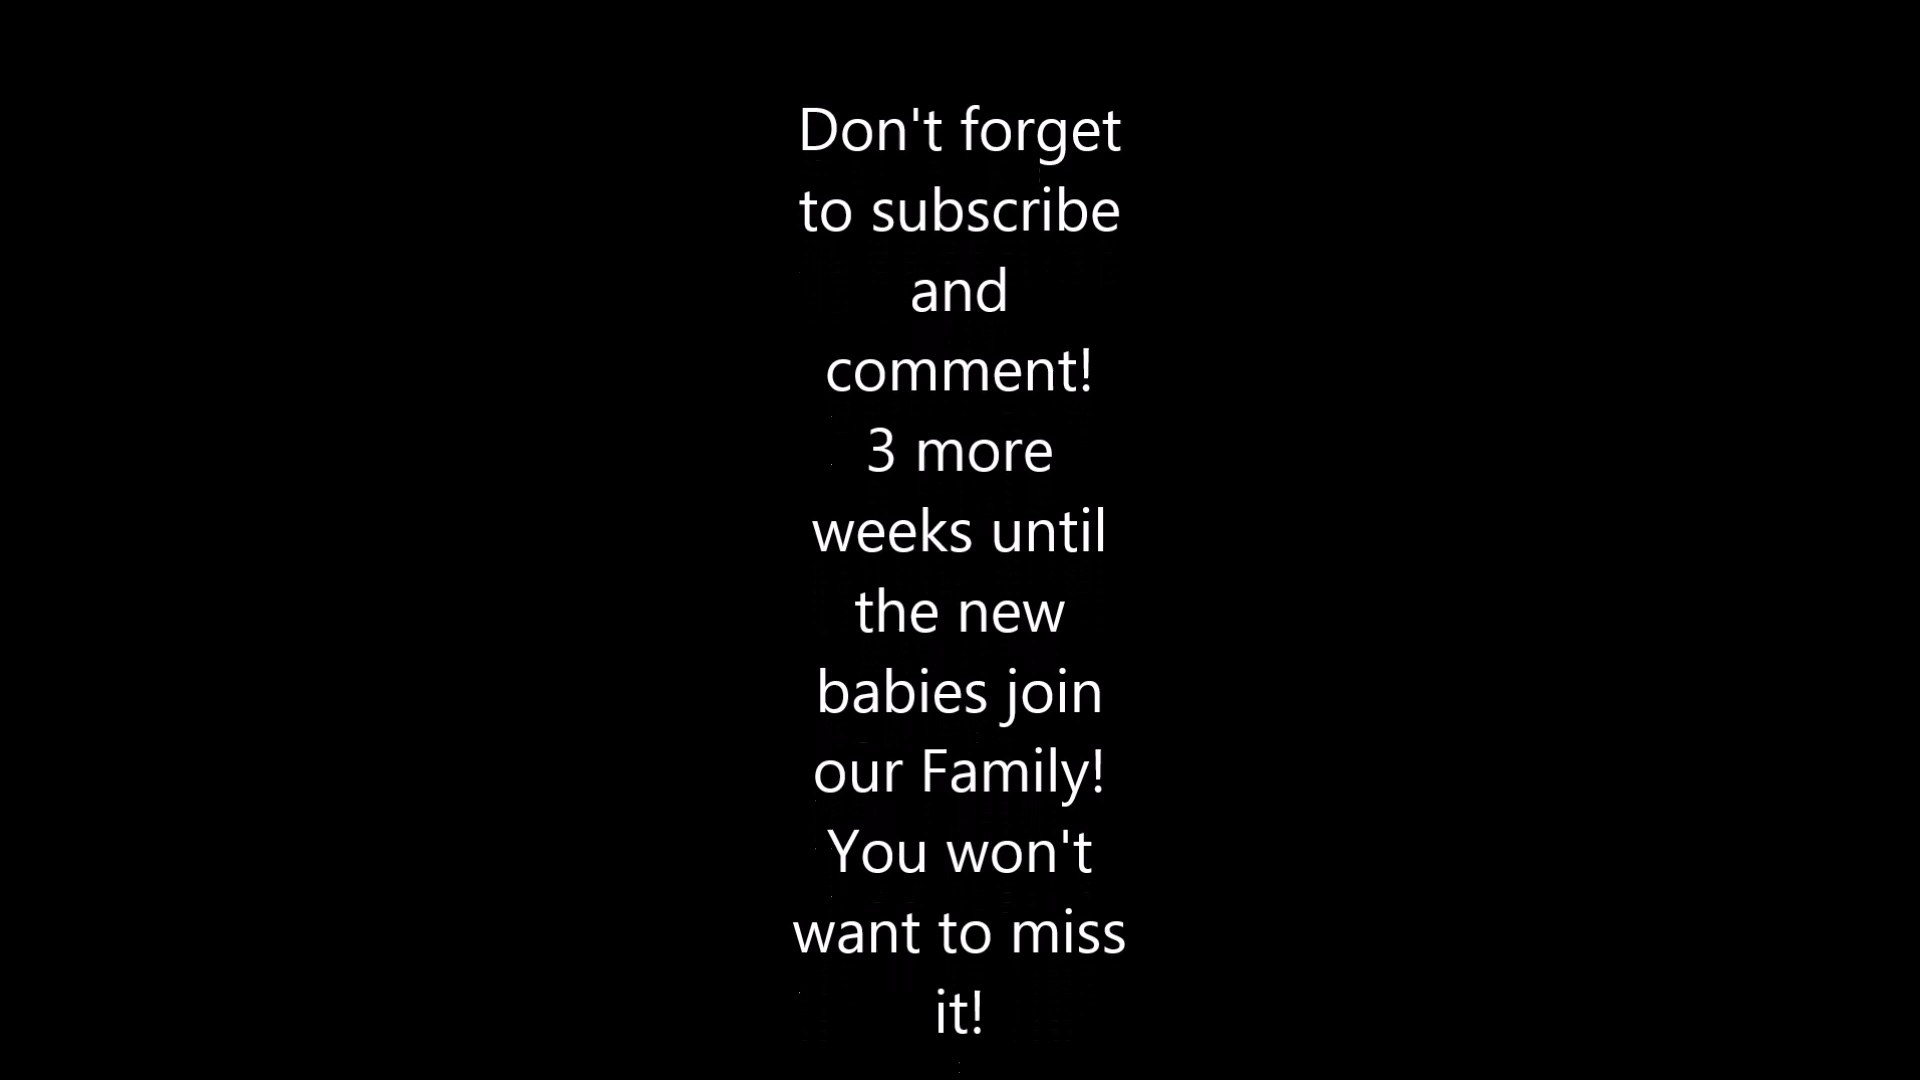 Don't forget
to subscribe
and
comment!
3 more
weeks until
the new
babies join
our Family!
You won't
want to miss
it!